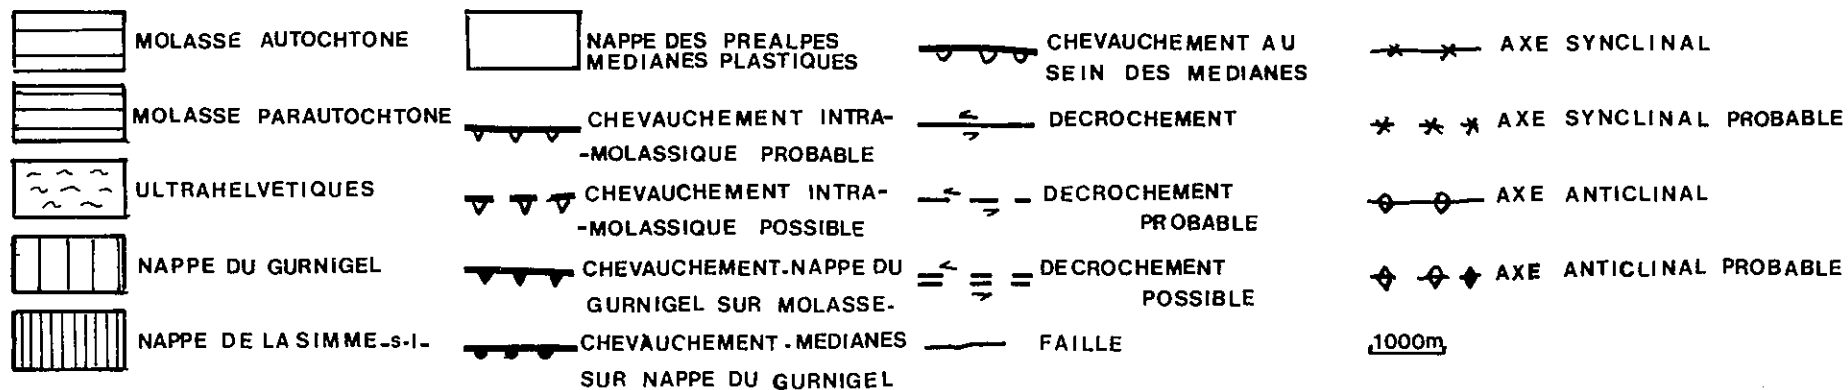 MOLASSE AUTOCHTONE
MOLASSE PARAUTOCHTONE
ULTRAHELVETIQUES
NAPPE DU GURNIGEL
NAPPE DE LA SIMME-s-l-
NAPPE DES PREALPES
MEDIANES PLASTIQUES
CHEVAUCHEMENT INTRA-
-MOLASSIQUE PROBABLE
CHEVAUCHEMENT INTRA-
-MOLASSIQUE POSSIBLE
CHEVAUCHEMENT-NAPPE DU
GURNIGEL SUR MOLASSE-
CHEVAUCHEMENT-MEDIANES
SUR NAPPE DU GURNIGEL
CHEVAUCHEMENT AU
SEIN DES MEDIANES
DECROCHEMENT
DECROCHEMENT
PROBABLE
DECROCHEMENT
POSSIBLE
FAILLE
AXE SYNCLINAL
AXE SYNCLINAL PROBABLE
AXE ANTICLINAL
AXE ANTICLINAL PROBABLE
1000m